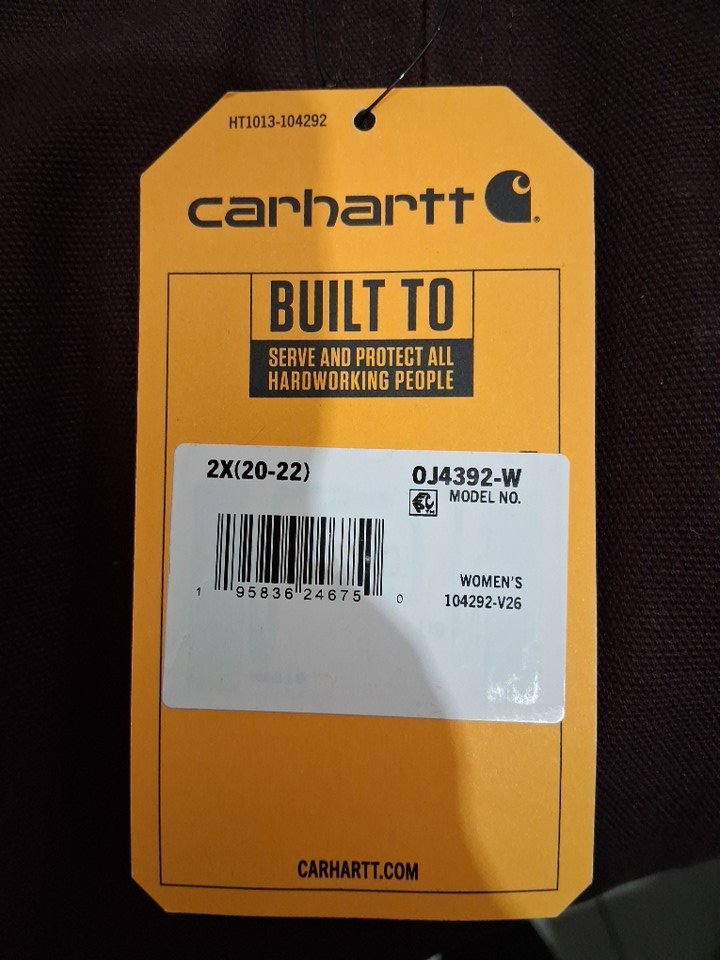 HT1013-104292
carhartt
BUILT TO
SERVE AND PROTECT ALL
HARDWORKING PEOPLE
2X(20-22)
OJ4392-W
MODEL NO.
1 95836 24675 0
WOMEN'S
104292-V26
CARHARTT.COM